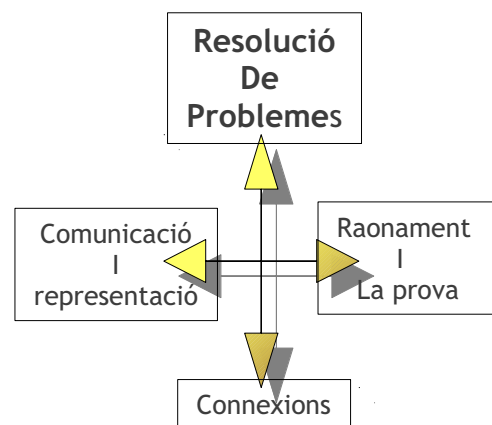 Resolució
De
Problemes
Comunicació
I
representació
Raonament
I
La prova
Connexions